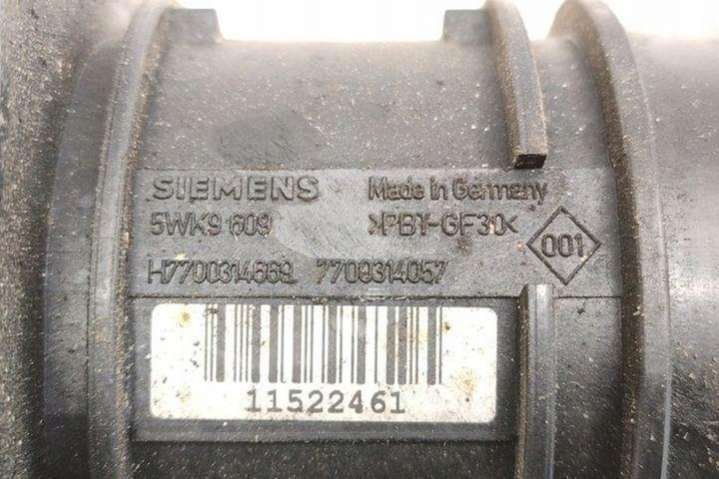 SIEMENS Made in Germany
5WK9 609 >PBT-GF30<
001
H7700314669 7700314057
11522461